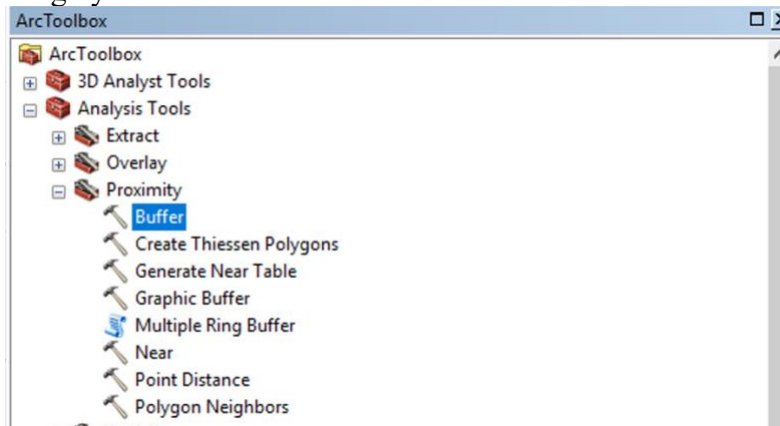 ArcToolbox
ArcToolbox
3D Analyst Tools
Analysis Tools
Extract
Overlay
Proximity
Buffer
Create Thiessen Polygons
Generate Near Table
Graphic Buffer
Multiple Ring Buffer
Near
Point Distance
Polygon Neighbors